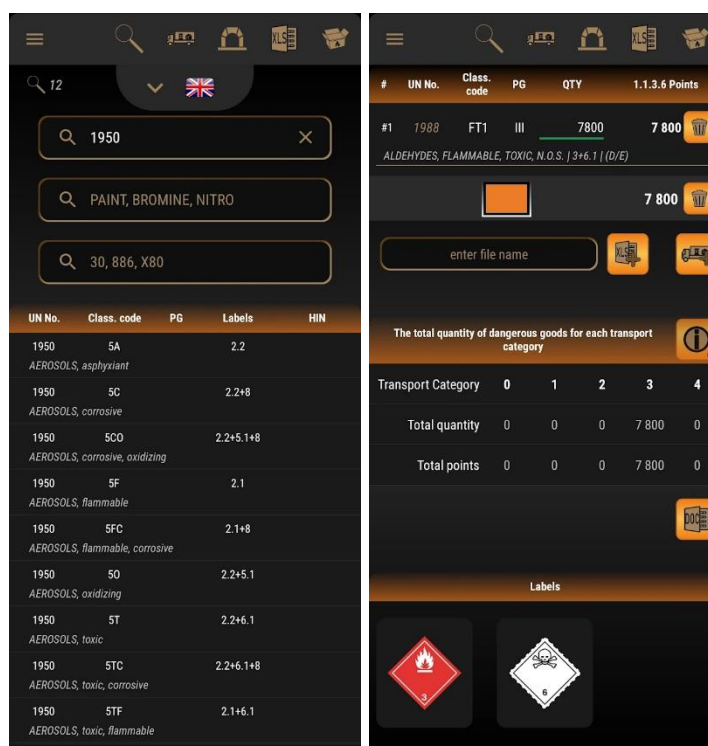 12
1950
PAINT, BROMINE, NITRO
30, 886, X80
UN No. Class. code PG Labels HIN
1950 5A 2.2
AEROSOLS, asphyxiant
1950 5C 2.2+8
AEROSOLS, corrosive
1950 5CO 2.2+5.1+8
AEROSOLS, corrosive, oxidizing
1950 5F 2.1
AEROSOLS, flammable
1950 5FC 2.1+8
AEROSOLS, flammable, corrosive
1950 5O 2.2+5.1
AEROSOLS, oxidizing
1950 5T 2.2+6.1
AEROSOLS, toxic
1950 5TC 2.2+6.1+8
AEROSOLS, toxic, corrosive
1950 5TF 2.1+6.1
AEROSOLS, toxic, flammable
XLS
XLS
# UN No. Class. code PG QTY 1.1.3.6 Points
#1 1988 FT1 III 7800 7 800
ALDEHYDES, FLAMMABLE, TOXIC, N.O.S. | 3+6.1 | (D/E)
7 800
enter file name
XLS
The total quantity of dangerous goods for each transport
category
Transport Category 0 1 2 3 4
Total quantity 0 0 0 7 800 0
Total points 0 0 0 7 800 0
DOC
Labels
3
6